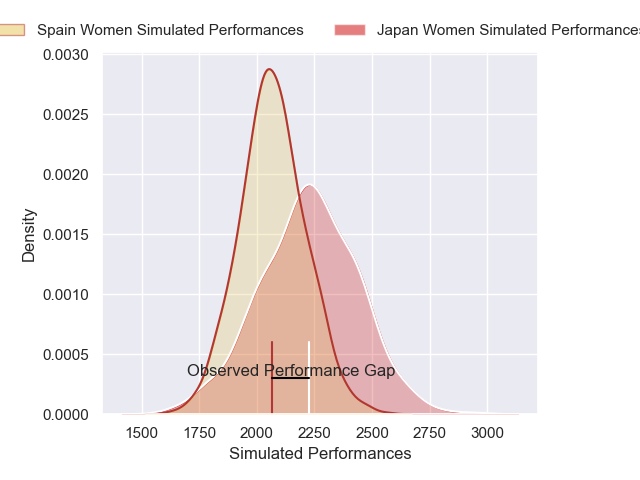 Spain Women Simulated Performances
Japan Women Simulated Performances
0.0030
0.0025
0.0020
0.0015
0.0010
0.0005
0.0000
Density
Observed Performance Gap
1500 1750 2000 2250 2500 2750 3000
Simulated Performances